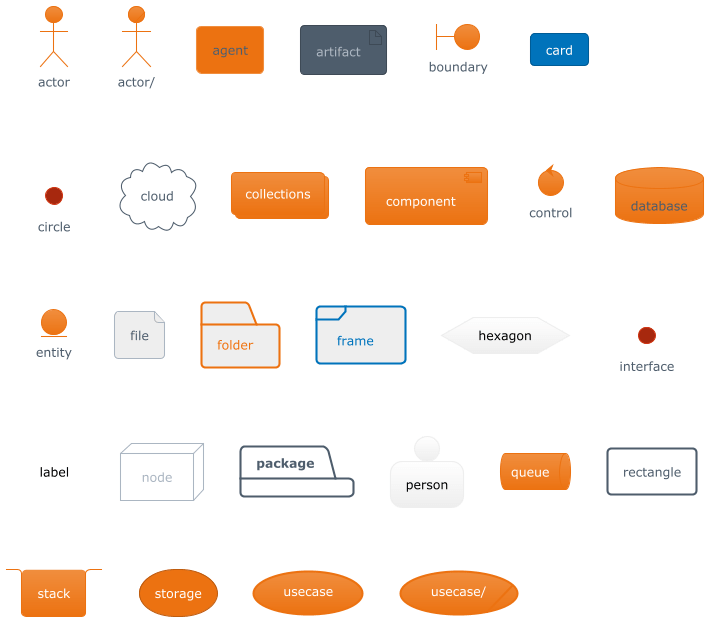 actor
actor/
agent
artifact
boundary
card
circle
cloud
collections
component
control
database
entity
file
folder
frame
hexagon
interface
label
node
package
person
queue
rectangle
stack
storage
usecase
usecase/